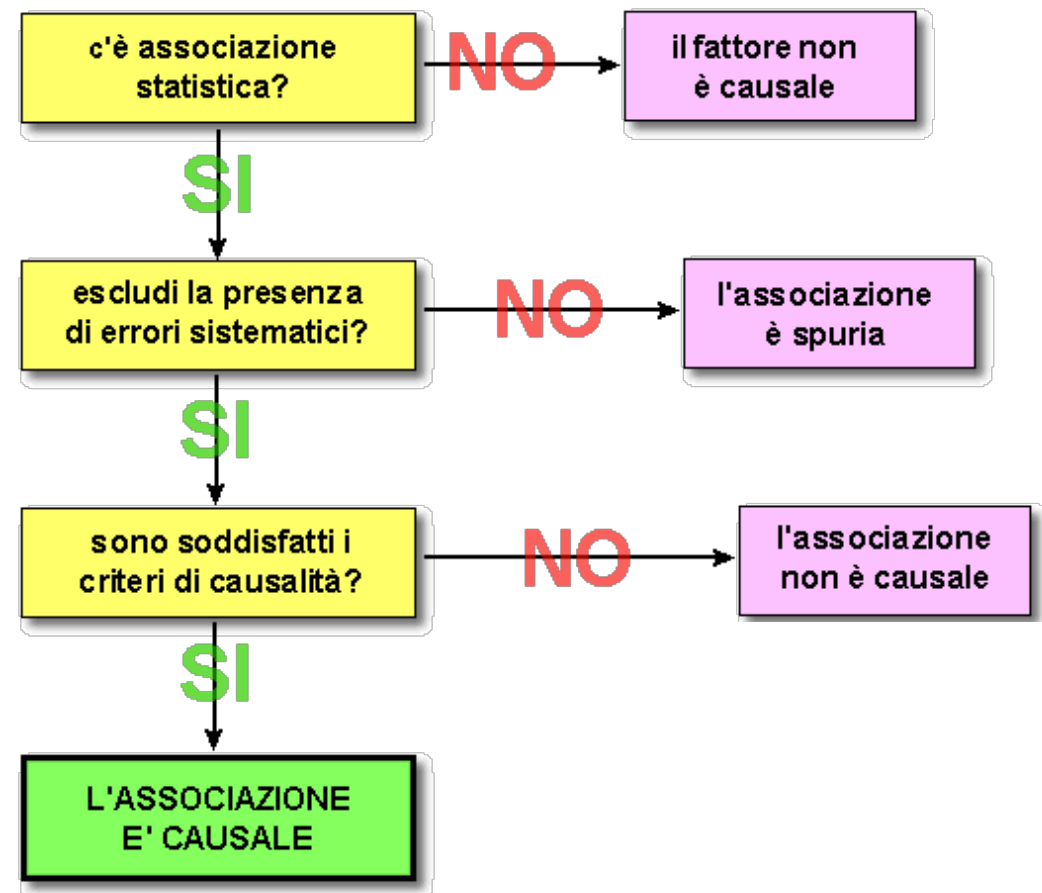 c'è associazione
statistica?
NO
il fattore non
è causale
SI
escludi la presenza
di errori sistematici?
NO
l'associazione
è spuria
SI
sono soddisfatti i
criteri di causalità?
NO
l'associazione
non è causale
SI
L'ASSOCIAZIONE
E' CAUSALE